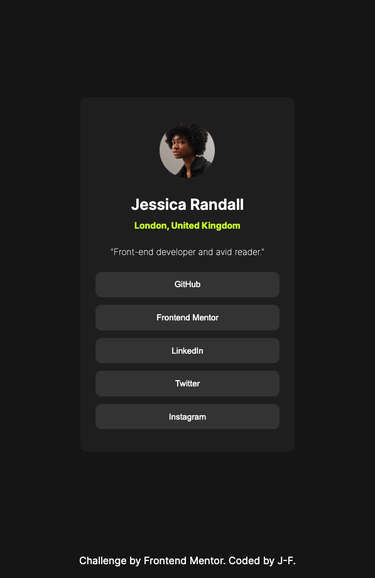 Jessica Randall
London, United Kingdom
"Front-end developer and avid reader."
GitHub
Frontend Mentor
LinkedIn
Twitter
Instagram
Challenge by Frontend Mentor. Coded by J-F.